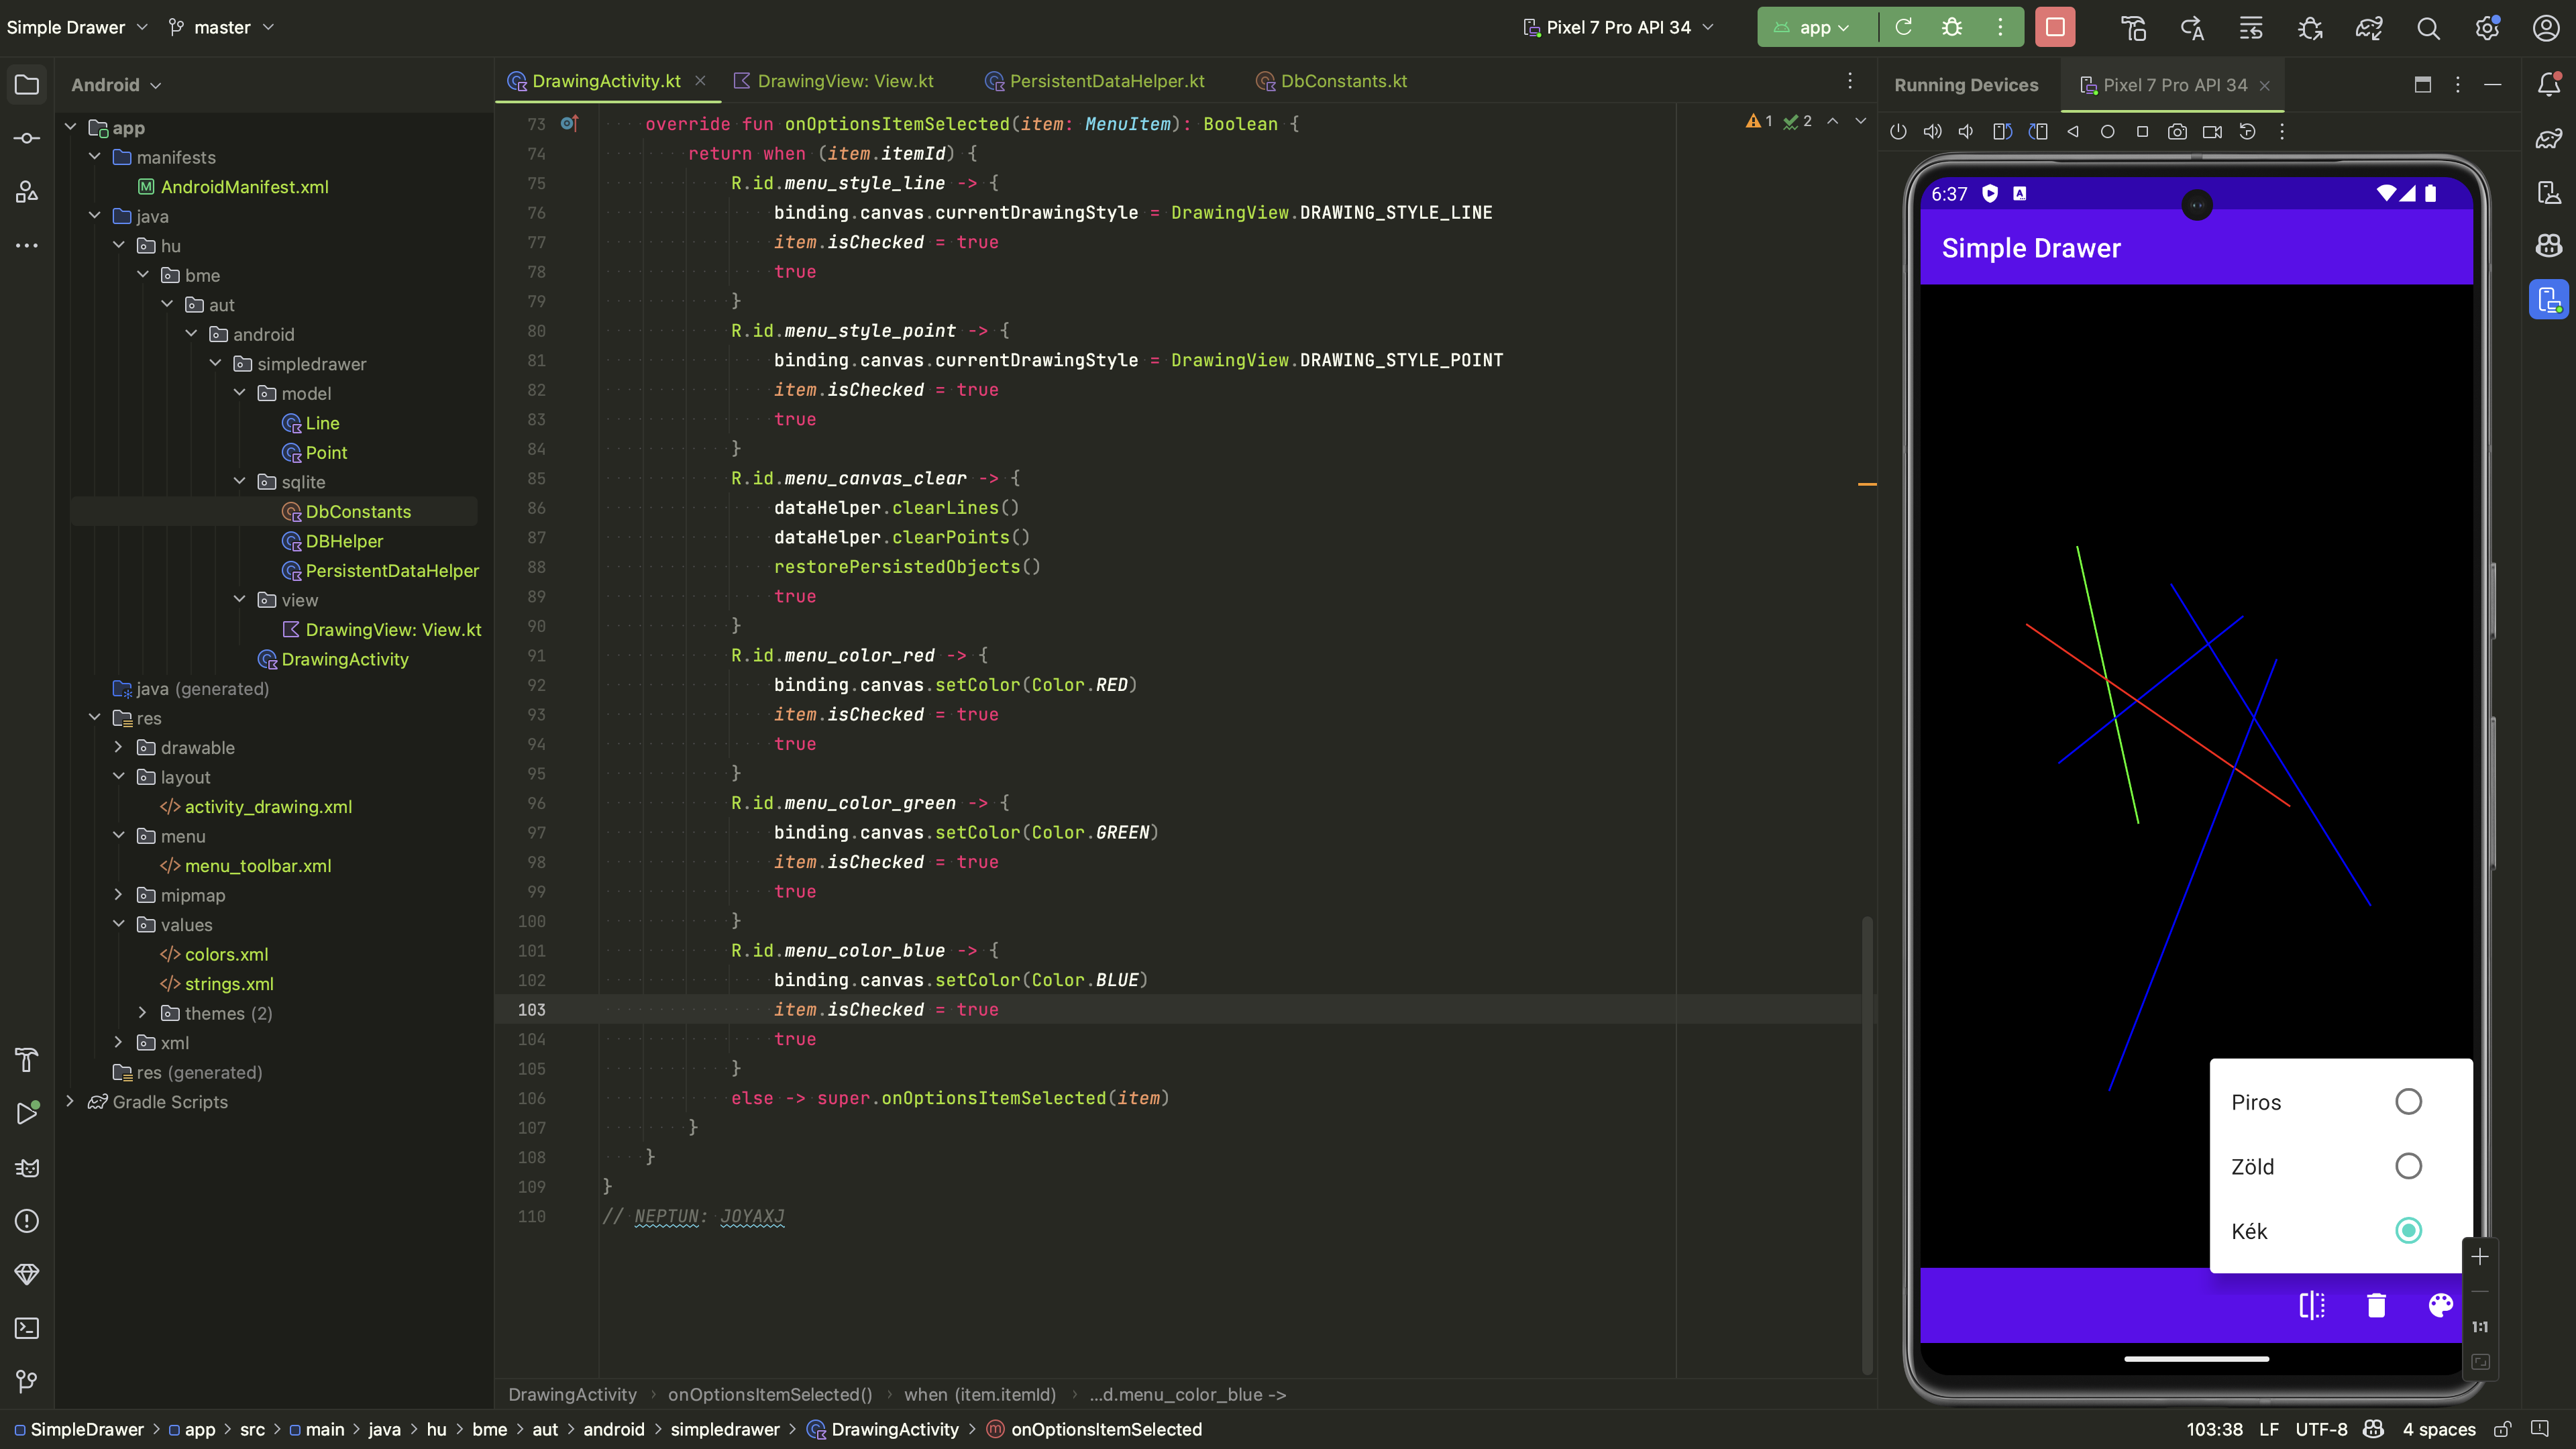 Simple Drawer
master
Pixel 7 Pro API 34
app
Android
DrawingActivity.kt
DrawingView: View.kt
PersistentDataHelper.kt
DbConstants.kt
Running Devices
Pixel 7 Pro API 34
app
manifests
AndroidManifest.xml
java
hu
bme
aut
android
simpledrawer
model
Line
Point
sqlite
DbConstants
DBHelper
PersistentDataHelper
view
DrawingView: View.kt
DrawingActivity
java (generated)
res
drawable
layout
activity_drawing.xml
menu
menu_toolbar.xml
mipmap
values
colors.xml
strings.xml
themes (2)
xml
res (generated)
Gradle Scripts
1 2
73 override fun onOptionsItemSelected(item: MenuItem): Boolean {
74 return when (item.itemId) {
75 R.id.menu_style_line -> {
76 binding.canvas.currentDrawingStyle = DrawingView.DRAWING_STYLE_LINE
77 item.isChecked = true
78 true
79 }
80 R.id.menu_style_point -> {
81 binding.canvas.currentDrawingStyle = DrawingView.DRAWING_STYLE_POINT
82 item.isChecked = true
83 true
84 }
85 R.id.menu_canvas_clear -> {
86 dataHelper.clearLines()
87 dataHelper.clearPoints()
88 restorePersistedObjects()
89 true
90 }
91 R.id.menu_color_red -> {
92 binding.canvas.setColor(Color.RED)
93 item.isChecked = true
94 true
95 }
96 R.id.menu_color_green -> {
97 binding.canvas.setColor(Color.GREEN)
98 item.isChecked = true
99 true
100 }
101 R.id.menu_color_blue -> {
102 binding.canvas.setColor(Color.BLUE)
103 item.isChecked = true
104 true
105 }
106 else -> super.onOptionsItemSelected(item)
107 }
108 }
109 }
110 // NEPTUN: JOYAXJ
6:37
Simple Drawer
Piros
Zöld
Kék
1:1
DrawingActivity › onOptionsItemSelected() › when (item.itemId) › ...d.menu_color_blue ->
SimpleDrawer › app › src › main › java › hu › bme › aut › android › simpledrawer › DrawingActivity › onOptionsItemSelected
103:38 LF UTF-8 4 spaces